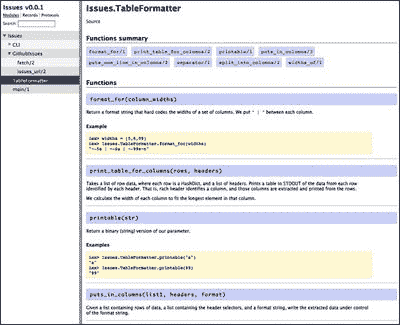 Issues v0.0.1
Modules | Records | Protocols
Search:
Issues
CLI
GithubIssues
fetch/2
issues_url/2
TableFormatter
main/1
Issues.TableFormatter
Source
Functions summary
format_for/1 print_table_for_columns/2 printable/1 puts_in_columns/3
puts_one_line_in_columns/2 separator/1 split_into_columns/2 widths_of/1
Functions
format_for(column_widths)
Return a format string that hard codes the widths of a set of columns. We put " | " between each column.
Example
iex> widths = [5,6,99]
iex> Issues.TableFormatter.format_for(widths)
"~-5s | ~-6s | ~-99s~n"
print_table_for_columns(rows, headers)
Takes a list of row data, where each row is a HashDict, and a list of headers. Prints a table to STDOUT of the data from each row
identified by each header. That is, each header identifies a column, and those columns are extracted and printed from the rows.
We calculate the width of each column to fit the longest element in that column.
printable(str)
Return a binary (string) version of our parameter.
Examples
iex> Issues.TableFormatter.printable("a")
"a"
iex> Issues.TableFormatter.printable(99)
"99"
puts_in_columns(list1, headers, format)
Given a list containing rows of data, a list containing the header selectors, and a format string, write the extracted data under control
of the format string.